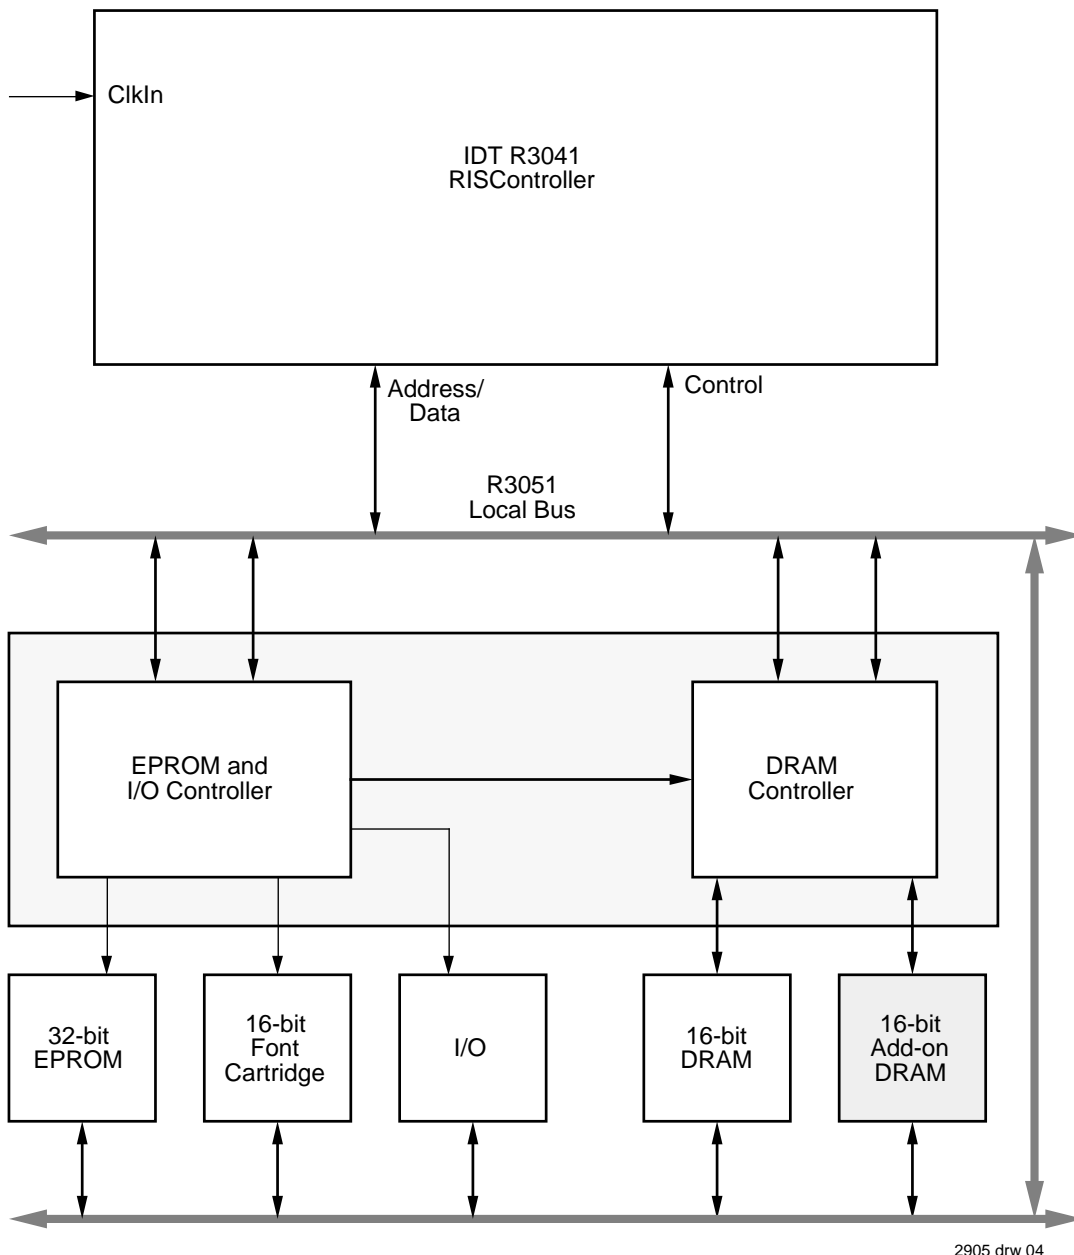 ClkIn
IDT R3041
RISController
Address/
Data
Control
R3051
Local Bus
EPROM and
I/O Controller
DRAM
Controller
32-bit
EPROM
16-bit
Font
Cartridge
I/O
16-bit
DRAM
16-bit
Add-on
DRAM
2905 drw 04